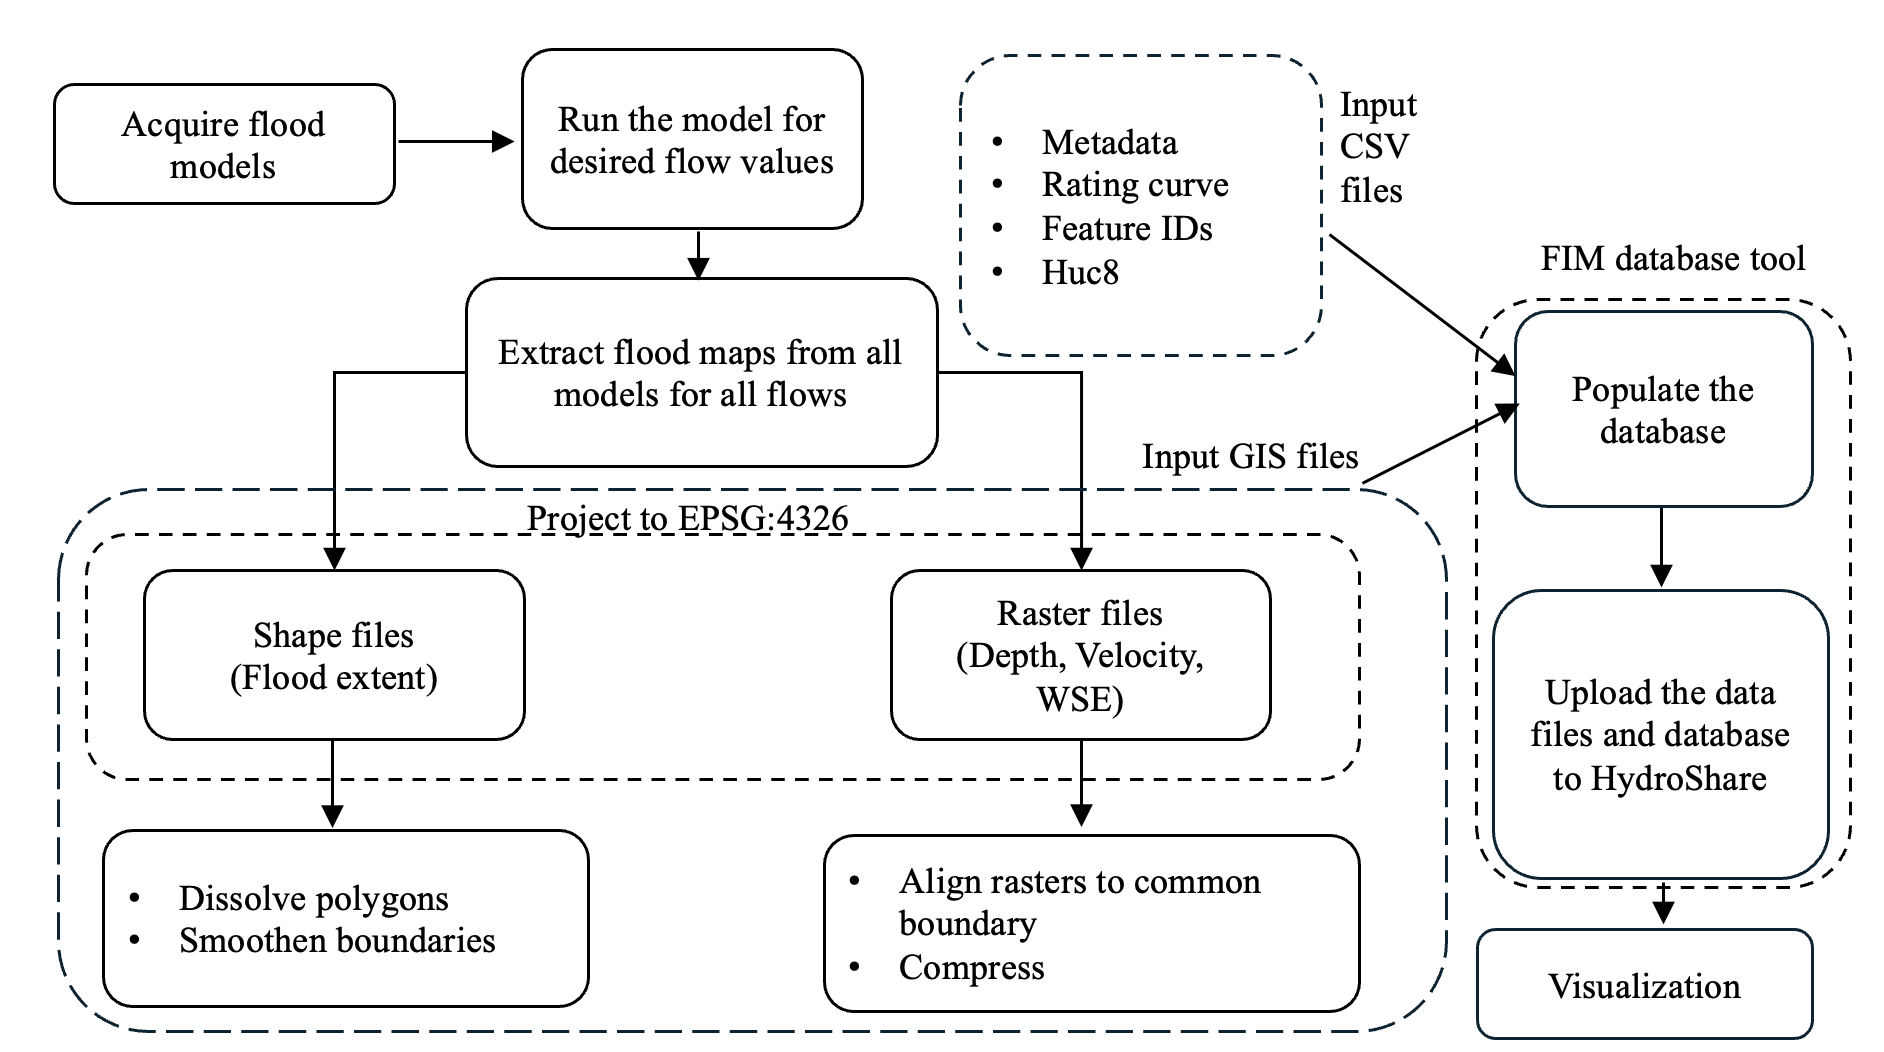 Acquire flood
models
Run the model for
desired flow values
• Metadata
• Rating curve
• Feature IDs
• Huc8
Input
CSV
files
FIM database tool
Extract flood maps from all
models for all flows
Populate the
database
Input GIS files
Project to EPSG:4326
Shape files
(Flood extent)
Raster files
(Depth, Velocity,
WSE)
Upload the data
files and database
to HydroShare
• Dissolve polygons
• Smoothen boundaries
• Align rasters to common
boundary
• Compress
Visualization